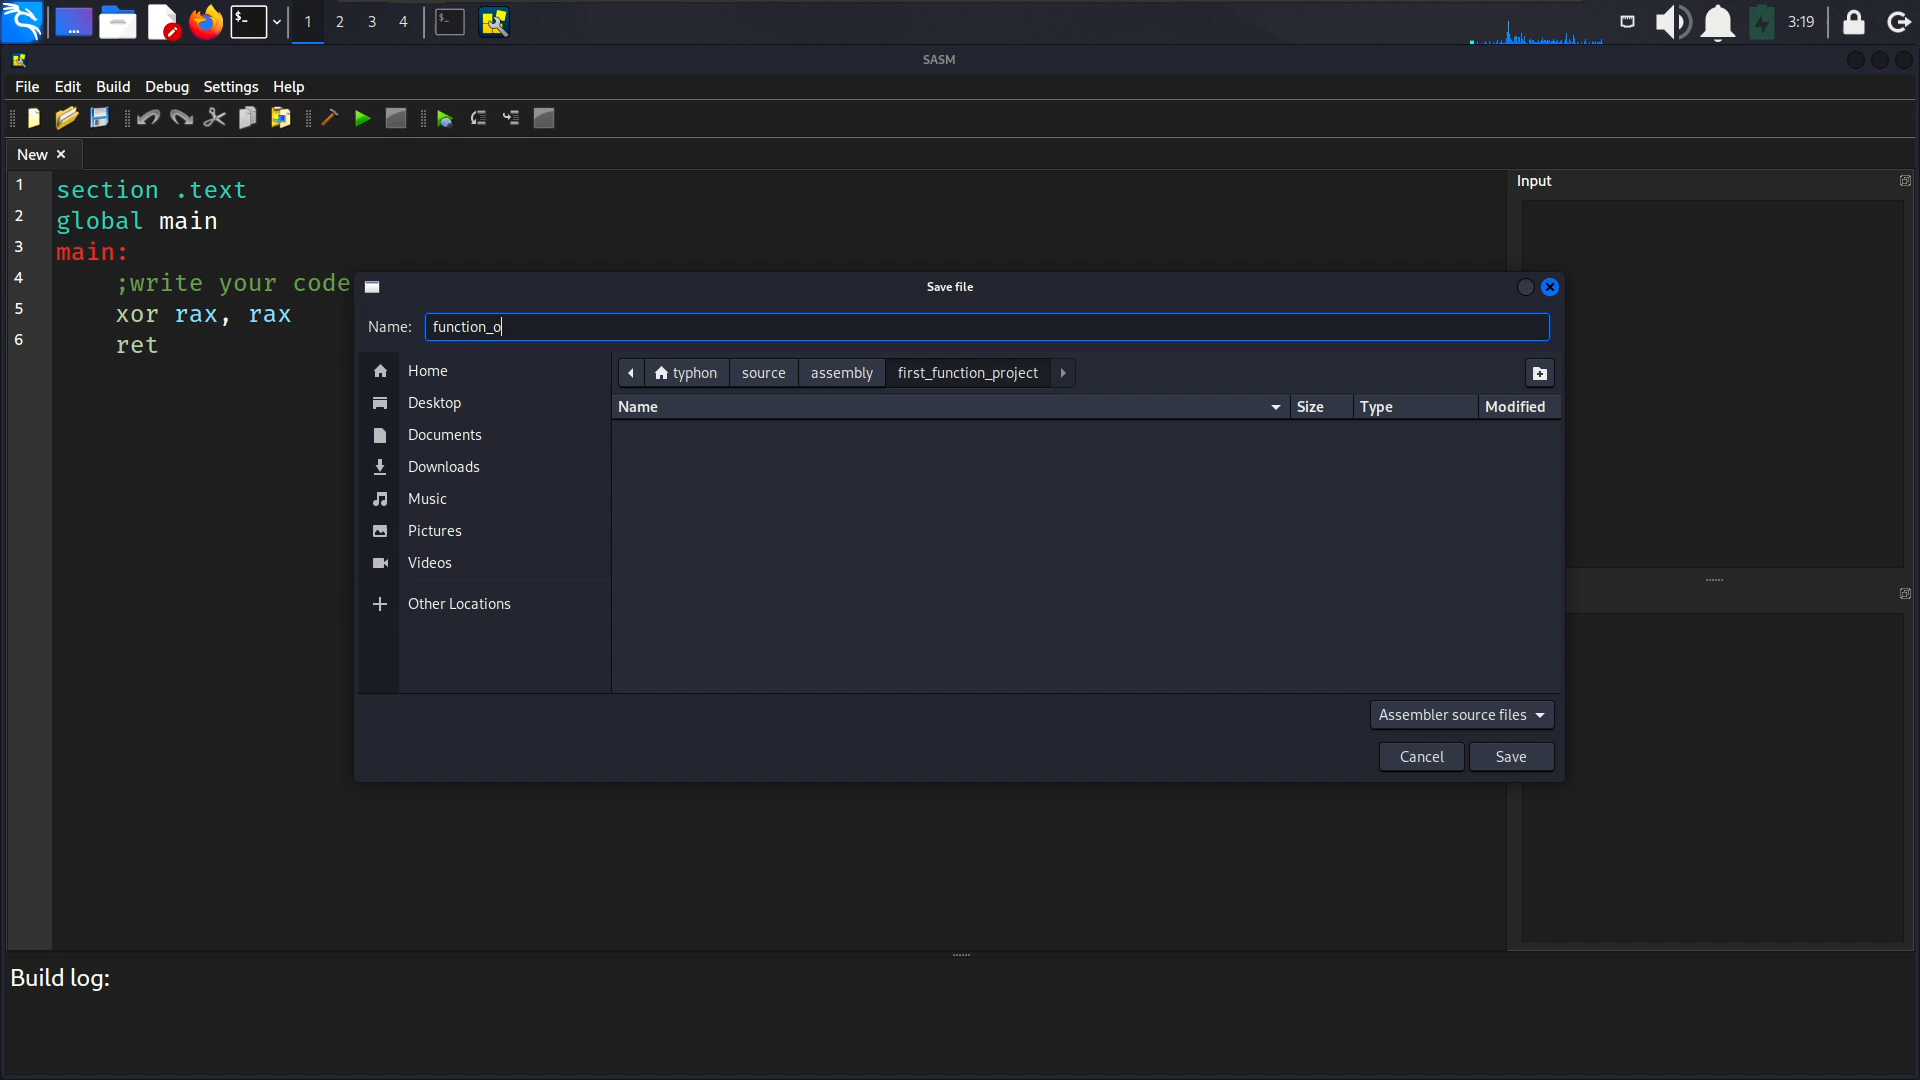 1 2 3 4 3:19
SASM
File Edit Build Debug Settings Help
New
Input
1 section .text
2 global main
3 main:
4 ;write your code
5 xor rax, rax
6 ret
Save file
Name: function_o
Home
Desktop
Documents
Downloads
Music
Pictures
Videos
Other Locations
typhon source assembly first_function_project
Name Size Type Modified
Assembler source files
Cancel Save
Build log: